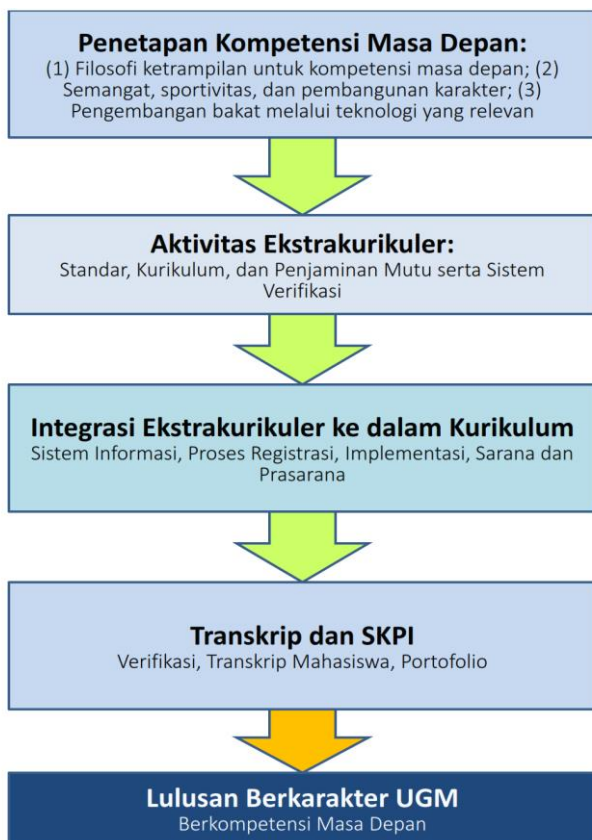 Penetapan Kompetensi Masa Depan:
(1) Filosofi ketrampilan untuk kompetensi masa depan; (2)
Semangat, sportivitas, dan pembangunan karakter; (3)
Pengembangan bakat melalui teknologi yang relevan
Aktivitas Ekstrakurikuler:
Standar, Kurikulum, dan Penjaminan Mutu serta Sistem
Verifikasi
Integrasi Ekstrakurikuler ke dalam Kurikulum
Sistem Informasi, Proses Registrasi, Implementasi, Sarana dan
Prasarana
Transkrip dan SKPI
Verifikasi, Transkrip Mahasiswa, Portofolio
Lulusan Berkarakter UGM
Berkompetensi Masa Depan